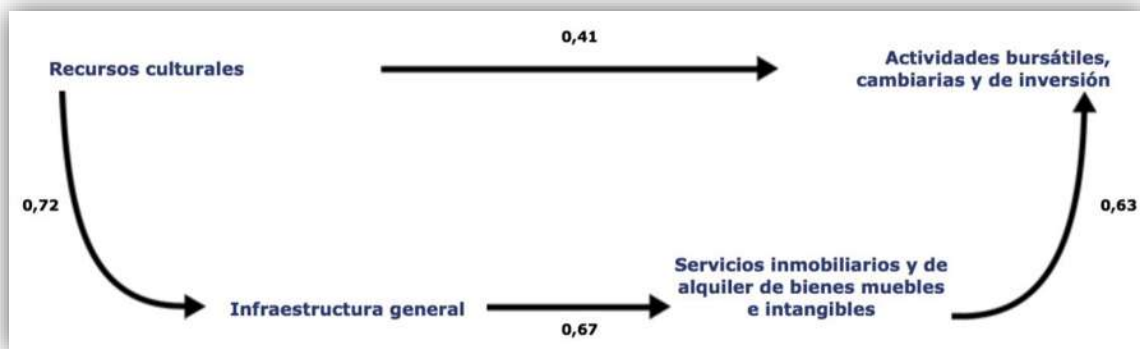 0,41
Recursos culturales
Actividades bursátiles,
cambiarias y de inversión
0,72
0,63
Servicios inmobiliarios y de
alquiler de bienes muebles
e intangibles
Infraestructura general
0,67